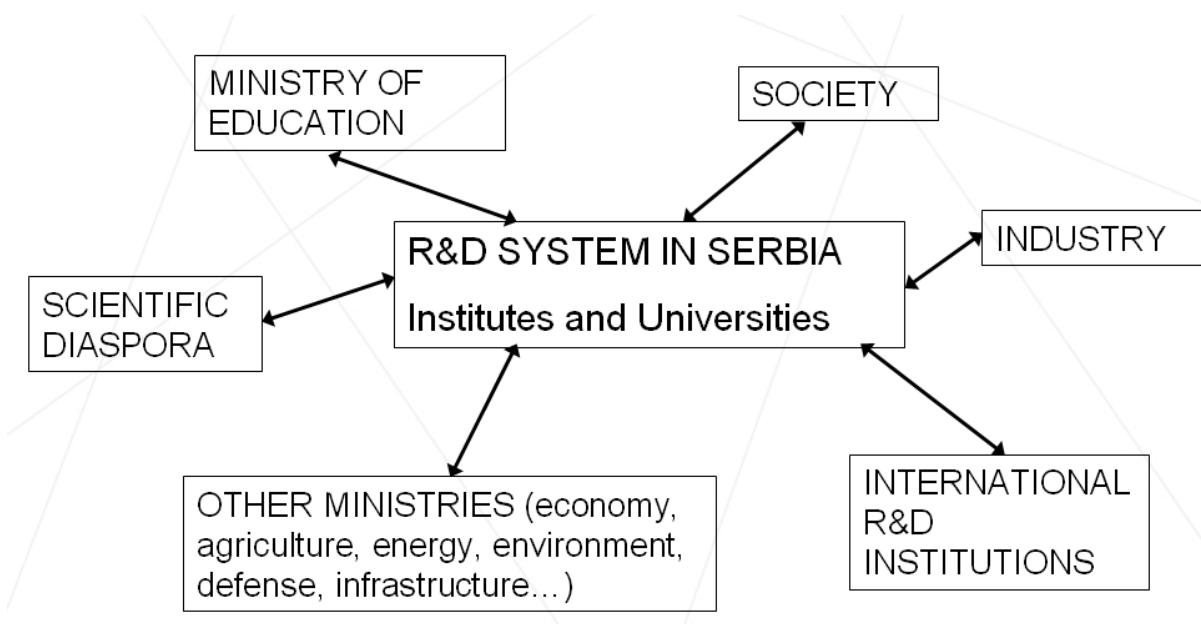 MINISTRY OF
EDUCATION
SOCIETY
R&D SYSTEM IN SERBIA
Institutes and Universities
INDUSTRY
SCIENTIFIC
DIASPORA
OTHER MINISTRIES (economy,
agriculture, energy, environment,
defense, infrastructure…)
INTERNATIONAL
R&D
INSTITUTIONS